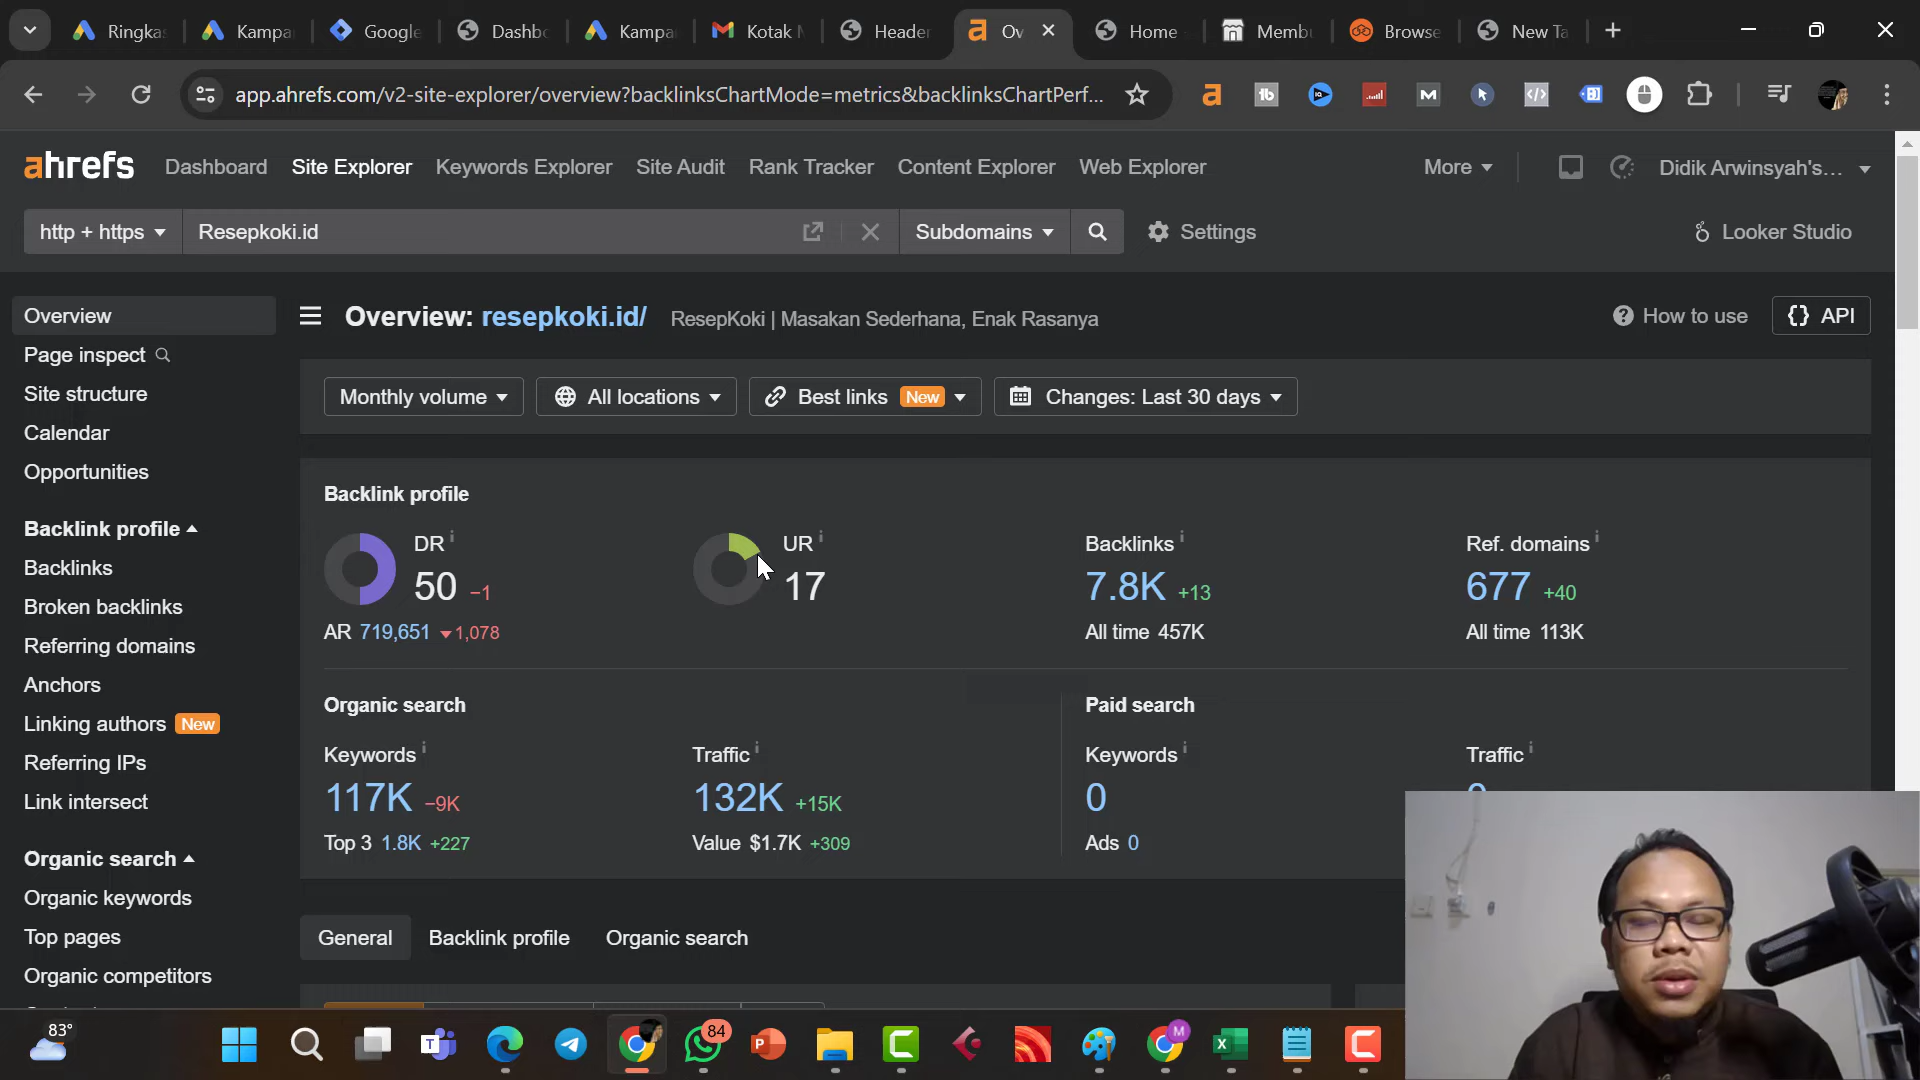 Ringka
Kampa
Google
Dashbo
Kampa
Kotak M
Header
Ov
Home
Membu
Browse
New Ta
app.ahrefs.com/v2-site-explorer/overview?backlinksChartMode=metrics&backlinksChartPerf...
ahrefs
Dashboard
Site Explorer
Keywords Explorer
Site Audit
Rank Tracker
Content Explorer
Web Explorer
More
Didik Arwinsyah's...
http + https
Resepkoki.id
Subdomains
Settings
Looker Studio
Overview
Page inspect
Site structure
Calendar
Opportunities
Backlink profile
Backlinks
Broken backlinks
Referring domains
Anchors
Linking authors New
Referring IPs
Link intersect
Organic search
Organic keywords
Top pages
Organic competitors
Overview: resepkoki.id/ ResepKoki | Masakan Sederhana, Enak Rasanya
How to use
{} API
Monthly volume
All locations
Best links New
Changes: Last 30 days
Backlink profile
DR
50 −1
AR 719,651 1,078
UR
17
Backlinks
7.8K +13
All time 457K
Ref. domains
677 +40
All time 113K
Organic search
Keywords
117K −9K
Top 3 1.8K +227
Traffic
132K +15K
Value $1.7K +309
Paid search
Keywords
0
Ads 0
Traffic
General
Backlink profile
Organic search
83°
84